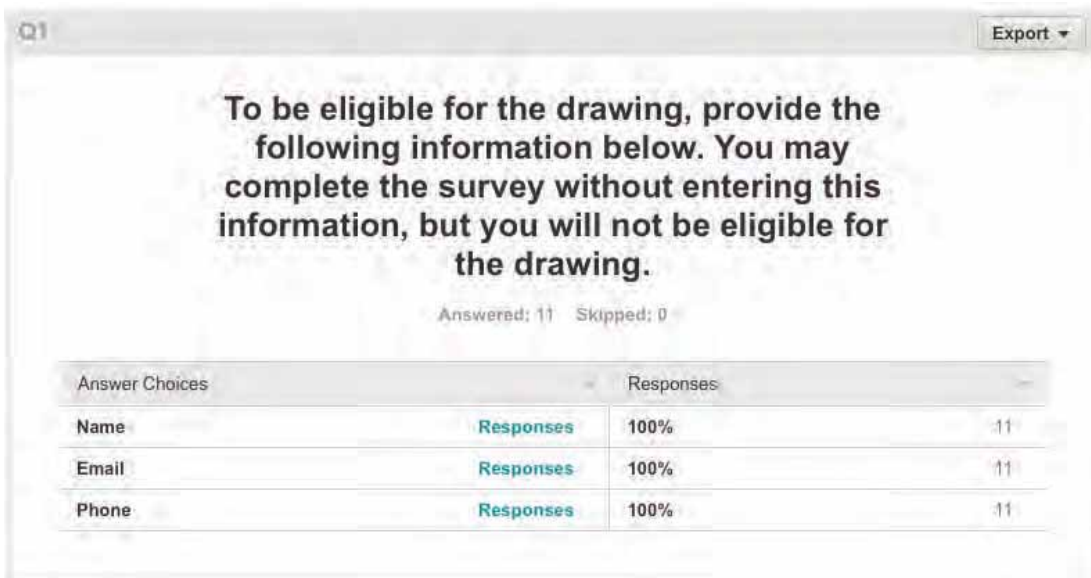 Q1 Export
To be eligible for the drawing, provide the
following information below. You may
complete the survey without entering this
information, but you will not be eligible for
the drawing.
Answered: 11 Skipped: 0
Answer Choices Responses
Name Responses 100% 11
Email Responses 100% 11
Phone Responses 100% 11